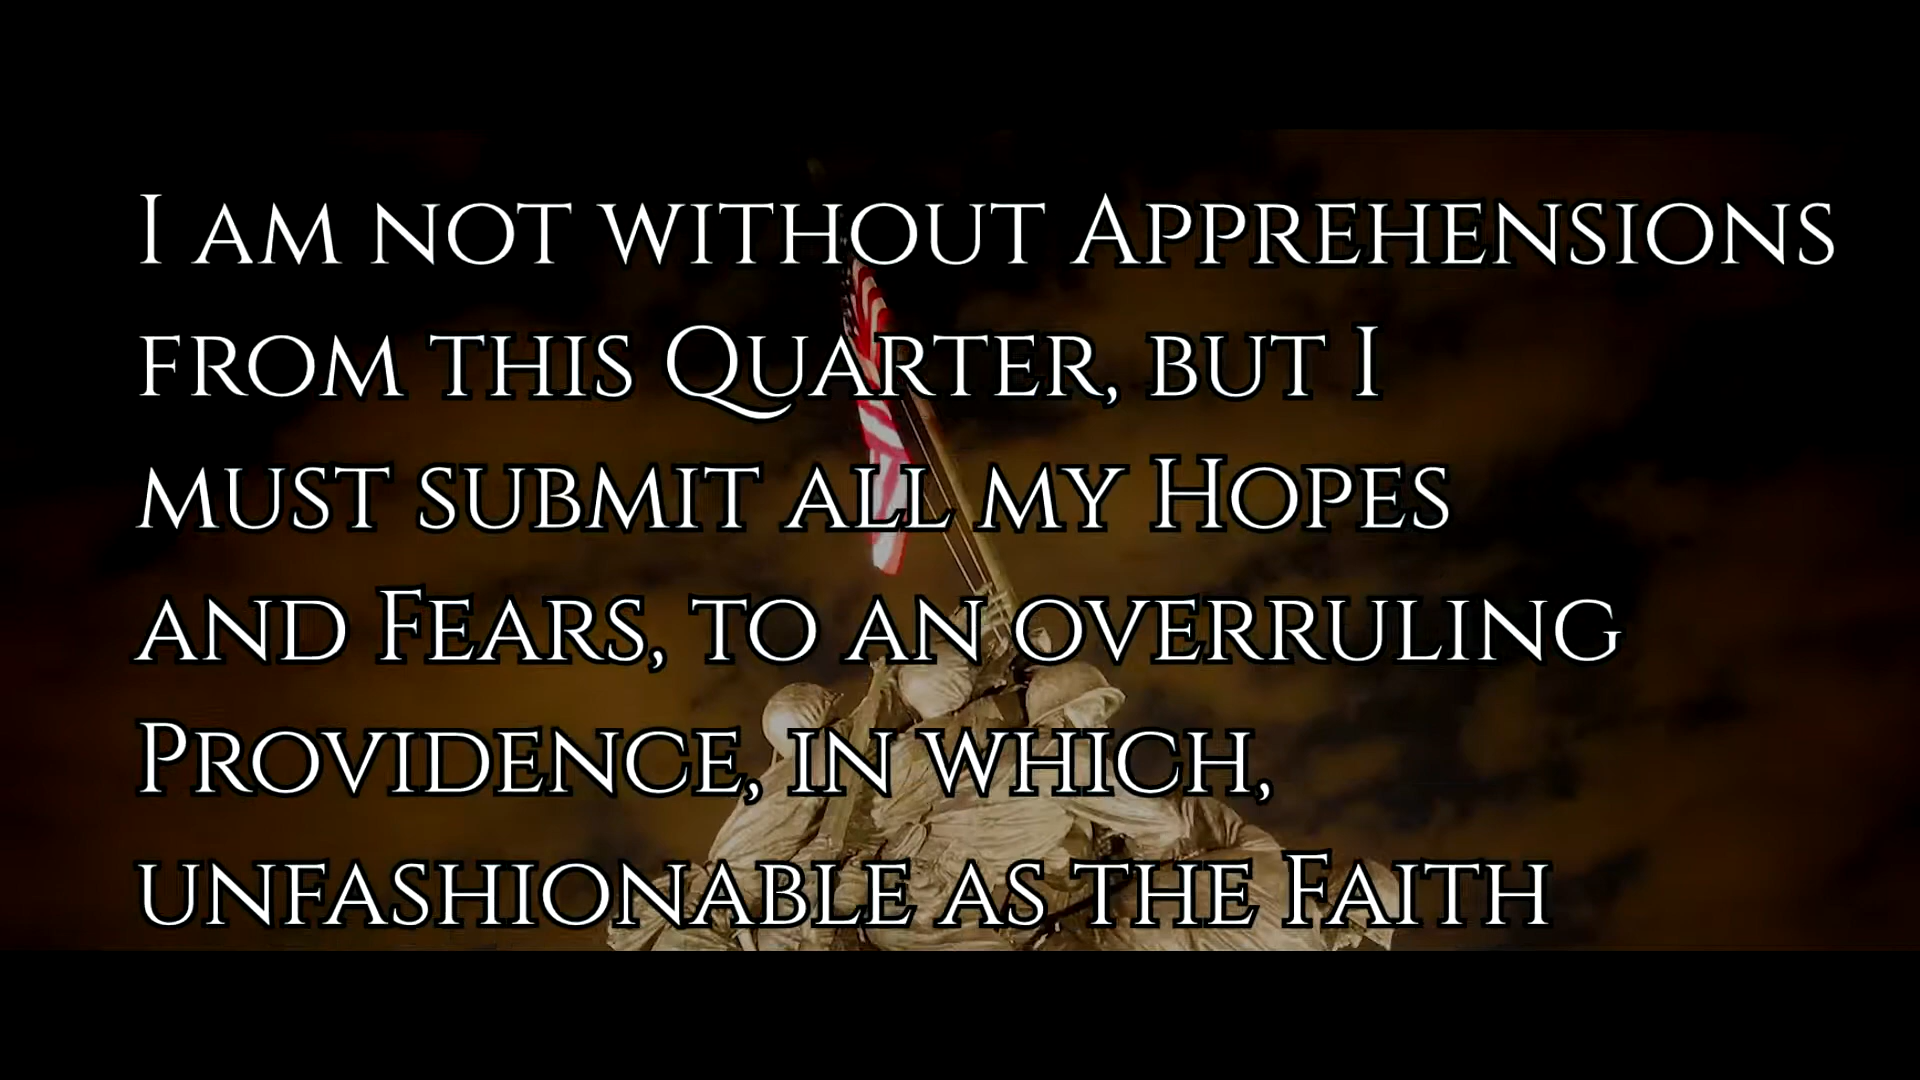 I am not without Apprehensions
from this Quarter, but I
must submit all my Hopes
and Fears, to an overruling
Providence, in which,
unfashionable as the Faith